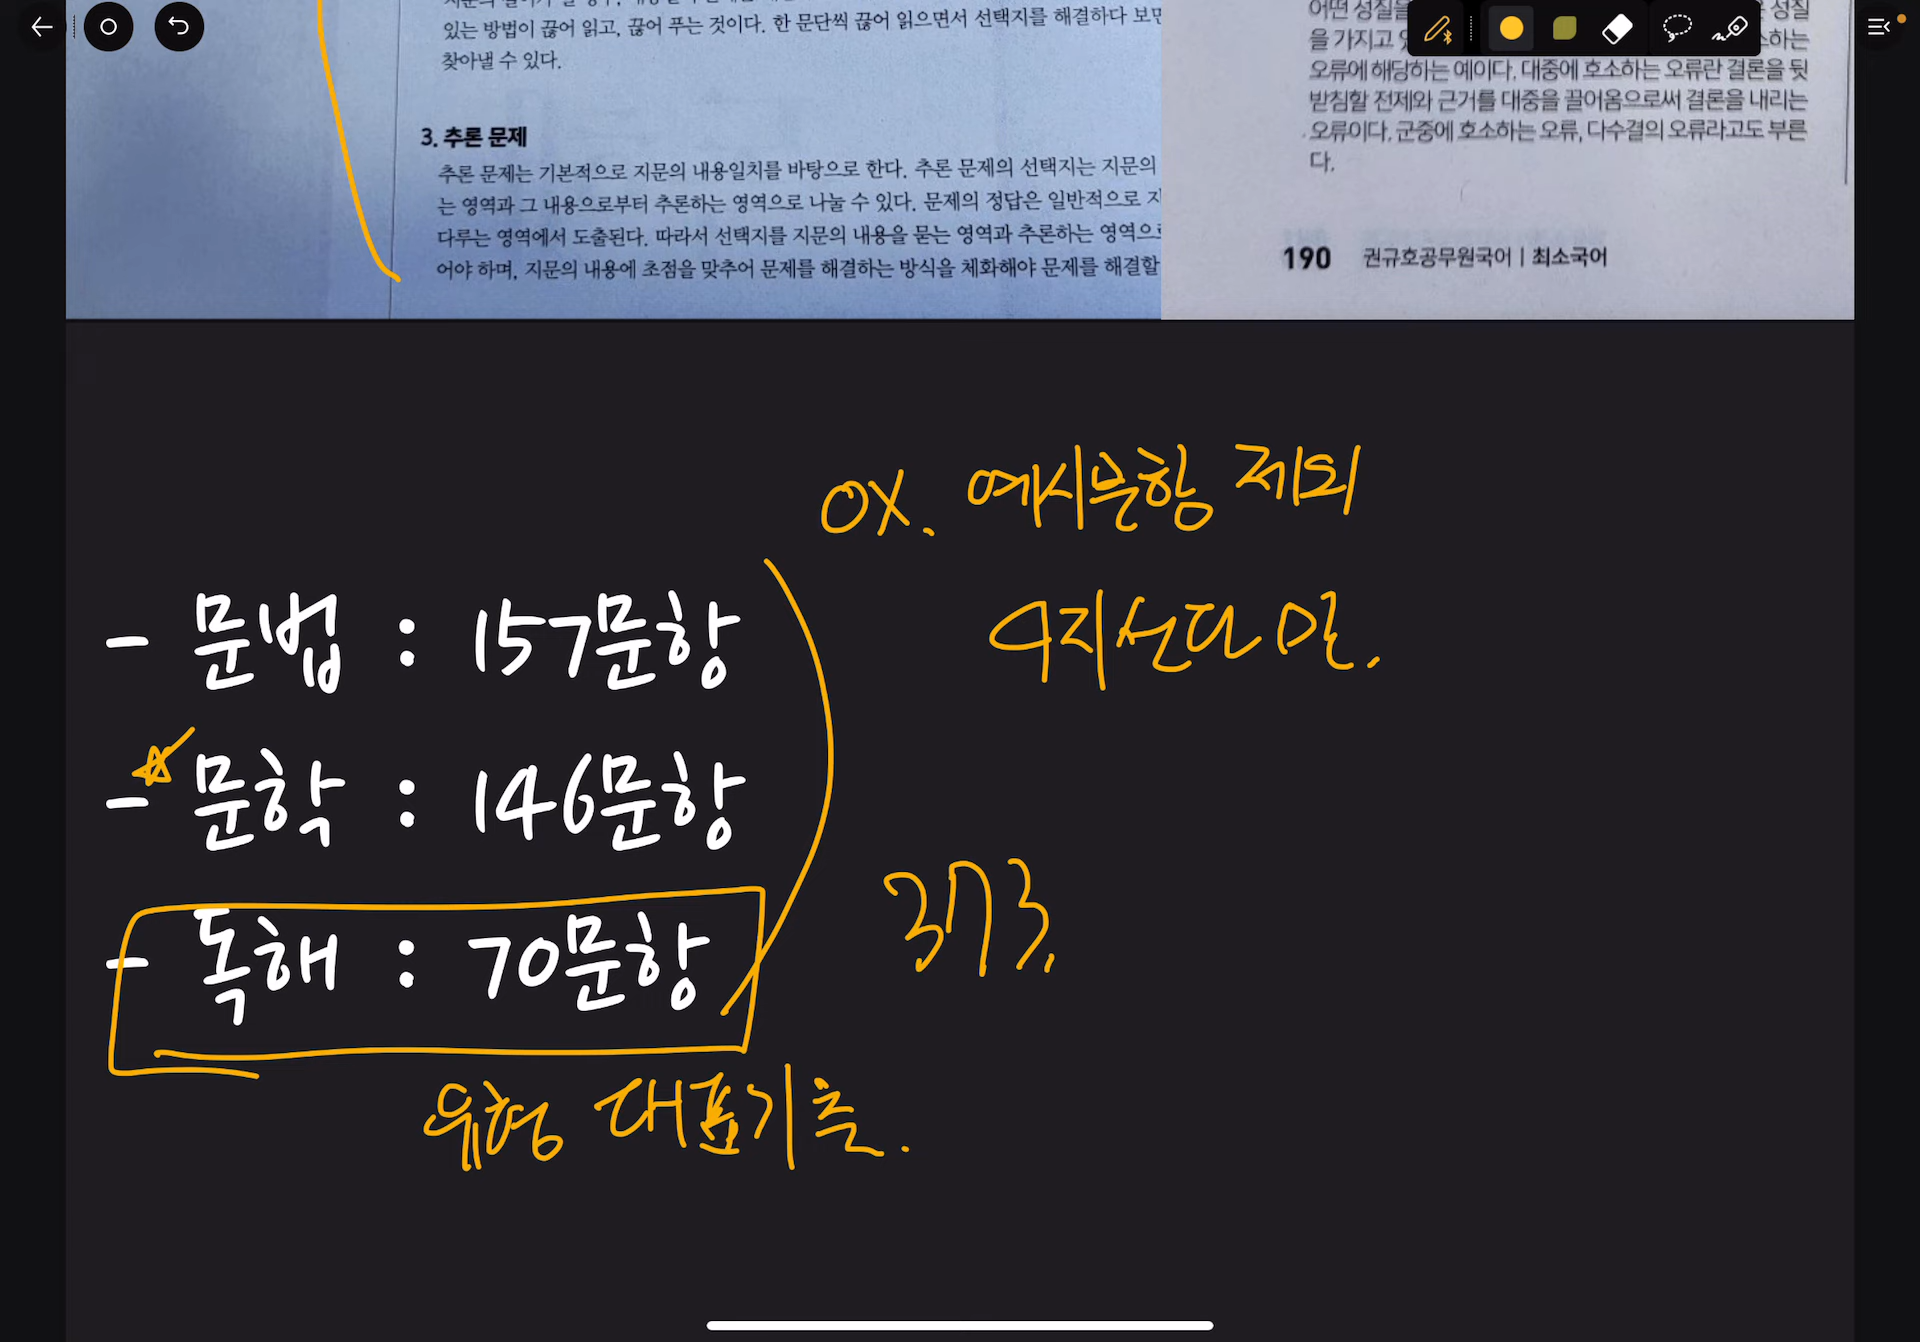 있는 방법이 끊어 읽고, 끊어 푸는 것이다. 한 문단씩 끊어 읽으면서 선택지를 해결하다 보면
찾아낼 수 있다.
3. 추론 문제
추론 문제는 기본적으로 지문의 내용일치를 바탕으로 한다. 추론 문제의 선택지는 지문의
는 영역과 그 내용으로부터 추론하는 영역으로 나눌 수 있다. 문제의 정답은 일반적으로
다루는 영역에서 도출된다. 따라서 선택지를 지문의 내용을 묻는 영역과 추론하는 영역으로
어야 하며, 지문의 내용에 초점을 맞추어 문제를 해결하는 방식을 체화해야 문제를 해결할
어떤 성질을 성질
을 가지고 하는
오류에 해당하는 예이다. 대중에 호소하는 오류란 결론을 뒷
받침할 전제와 근거를 대중을 끌어옴으로써 결론을 내리는
오류이다. 군중에 호소하는 오류, 다수결의 오류라고도 부른
다.
190 권규호공무원국어 | 최소국어
OX. 예시문항 제외
4지선다 만.
- 문법 : 157문항
- 문학 : 146문항
- 독해 : 70문항
373.
유형 대표기출.